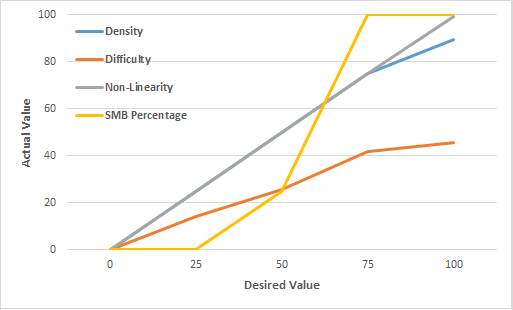 100
80
60
40
20
0
Actual Value
Density
Difficulty
Non-Linearity
SMB Percentage
0 25 50 75 100
Desired Value